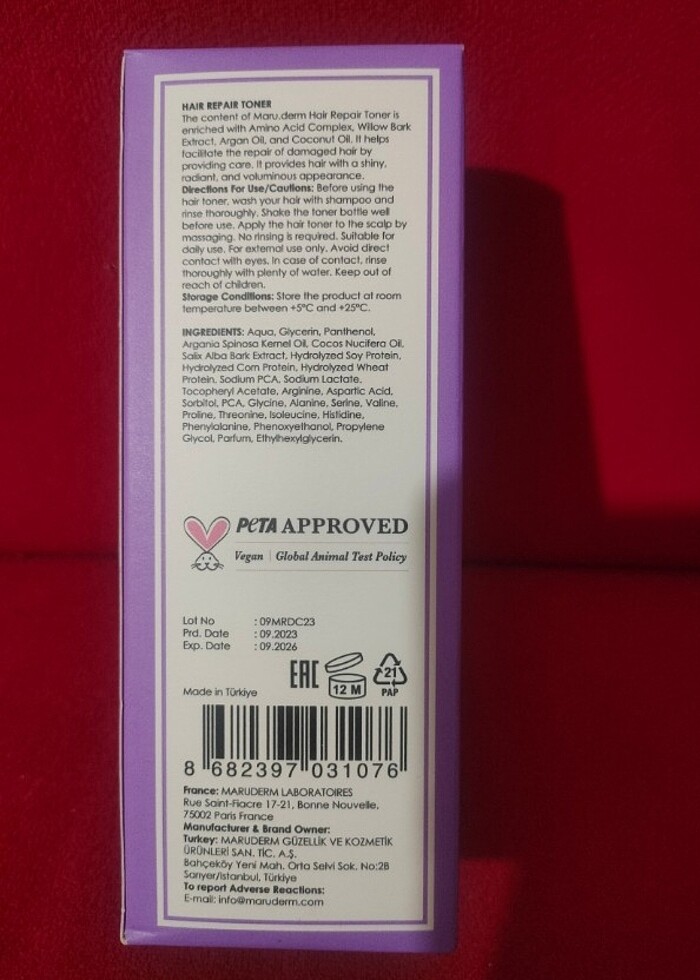 HAIR REPAIR TONER
The content of Maru.derm Hair Repair Toner is
enriched with Amino Acid Complex, Willow Bark
Extract, Argan Oil, and Coconut Oil. It helps
facilitate the repair of damaged hair by
providing care. It provides hair with a shiny,
radiant, and voluminous appearance.
Directions For Use/Cautions: Before using the
hair toner, wash your hair with shampoo and
rinse thoroughly. Shake the toner bottle well
before use. Apply the hair toner to the scalp by
massaging. No rinsing is required. Suitable for
daily use. For external use only. Avoid direct
contact with eyes. In case of contact, rinse
thoroughly with plenty of water. Keep out of
reach of children.
Storage Conditions: Store the product at room
temperature between +5°C and +25°C.
INGREDIENTS: Aqua, Glycerin, Panthenol,
Argania Spinosa Kernel Oil, Cocos Nucifera Oil,
Salix Alba Bark Extract, Hydrolyzed Soy Protein,
Hydrolyzed Corn Protein, Hydrolyzed Wheat
Protein, Sodium PCA, Sodium Lactate,
Tocopheryl Acetate, Arginine, Aspartic Acid,
Sorbitol, PCA, Glycine, Alanine, Serine, Valine,
Proline, Threonine, Isoleucine, Histidine,
Phenylalanine, Phenoxyethanol, Propylene
Glycol, Parfum, Ethylhexylglycerin.
PETA APPROVED
Vegan | Global Animal Test Policy
Lot No : 09MRDC23
Prd. Date : 09.2023
Exp. Date : 09.2026
EAC 12 M 21 PAP
Made in Türkiye
8 682397 031076
France: MARUDERM LABORATOIRES
Rue Saint-Fiacre 17-21, Bonne Nouvelle,
75002 Paris France
Manufacturer & Brand Owner:
Turkey: MARUDERM GÜZELLİK VE KOZMETİK
ÜRÜNLERİ SAN. TİC. A.Ş.
Bahçeköy Yeni Mah. Orta Selvi Sok. No:2B
Sarıyer/Istanbul, Türkiye
To report Adverse Reactions:
E-mail: info@maruderm.com